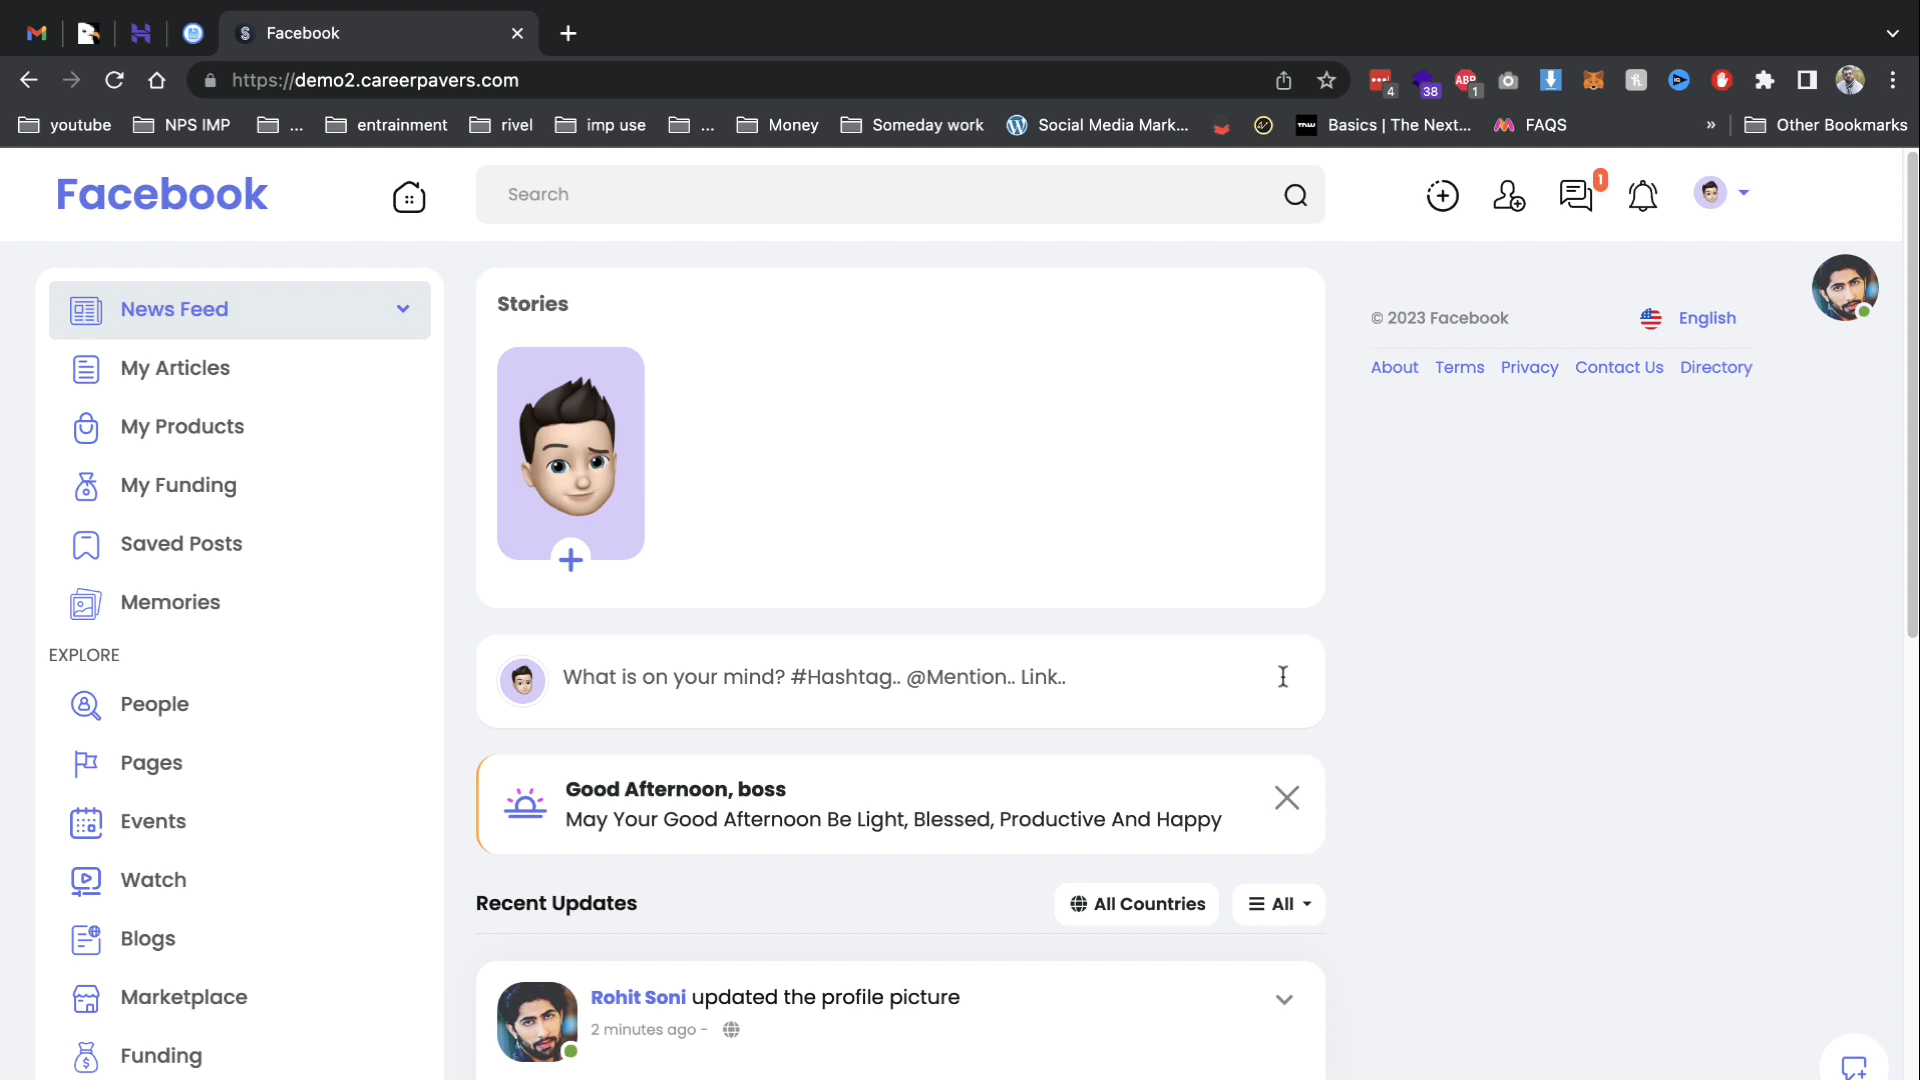 Facebook
https://demo2.careerpavers.com
4
38
ABP
1
youtube
NPS IMP
...
entrainment
rivel
imp use
...
Money
Someday work
Social Media Mark...
Basics | The Next...
FAQS
»
Other Bookmarks
Facebook
Search
1
News Feed
My Articles
My Products
My Funding
Saved Posts
Memories
EXPLORE
People
Pages
Events
Watch
Blogs
Marketplace
Funding
Stories
What is on your mind? #Hashtag.. @Mention.. Link..
Good Afternoon, boss
May Your Good Afternoon Be Light, Blessed, Productive And Happy
Recent Updates
All Countries
All
Rohit Soni updated the profile picture
2 minutes ago -
© 2023 Facebook
English
About Terms Privacy Contact Us Directory